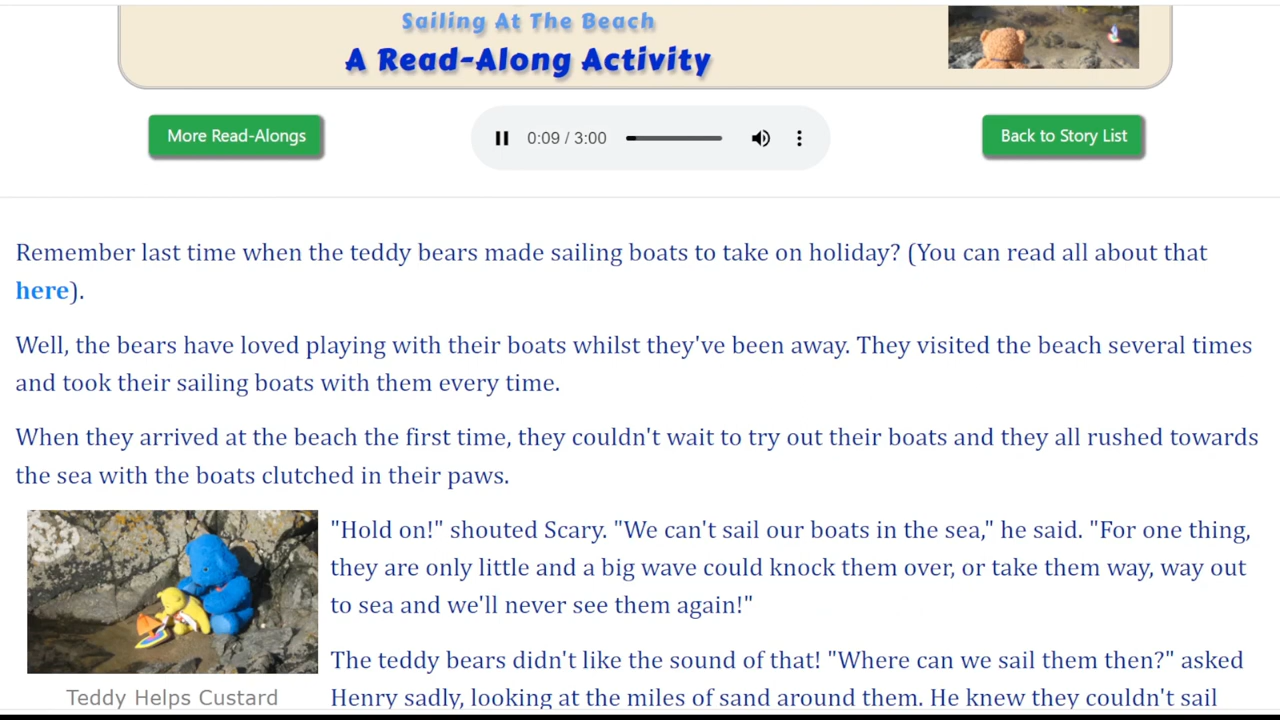 Sailing At The Beach
A Read-Along Activity
More Read-Alongs
0:09 / 3:00
Back to Story List
Remember last time when the teddy bears made sailing boats to take on holiday? (You can read all about that
here).
Well, the bears have loved playing with their boats whilst they've been away. They visited the beach several times
and took their sailing boats with them every time.
When they arrived at the beach the first time, they couldn't wait to try out their boats and they all rushed towards
the sea with the boats clutched in their paws.
"Hold on!" shouted Scary. "We can't sail our boats in the sea," he said. "For one thing,
they are only little and a big wave could knock them over, or take them way, way out
to sea and we'll never see them again!"
The teddy bears didn't like the sound of that! "Where can we sail them then?" asked
Henry sadly, looking at the miles of sand around them. He knew they couldn't sail
Teddy Helps Custard